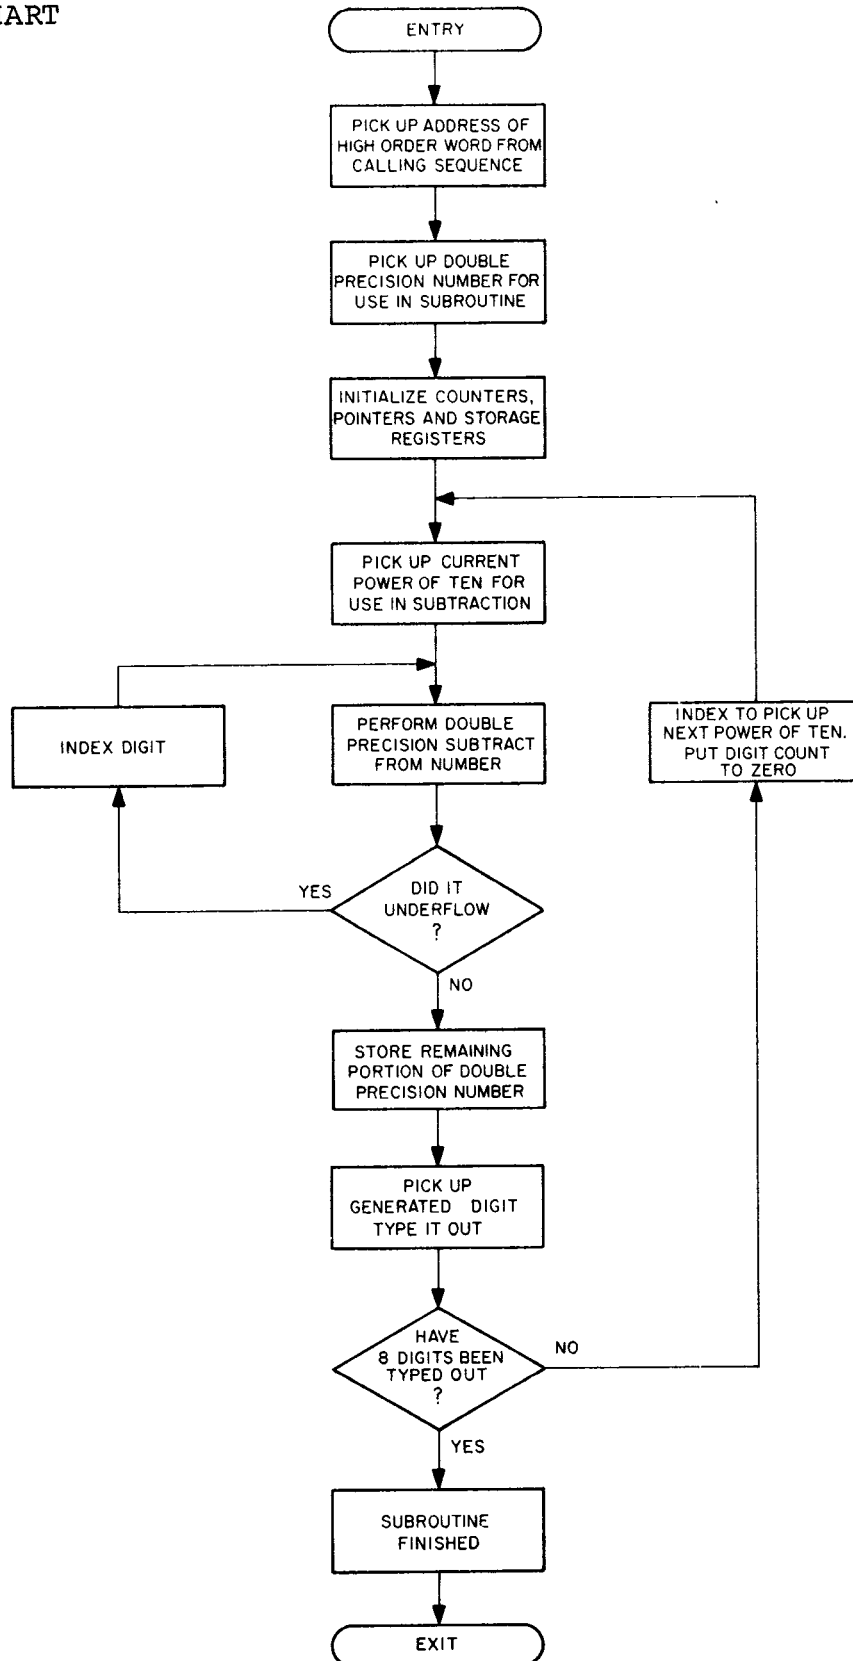 ENTRY
PICK UP ADDRESS OF
HIGH ORDER WORD FROM
CALLING SEQUENCE
PICK UP DOUBLE
PRECISION NUMBER FOR
USE IN SUBROUTINE
INITIALIZE COUNTERS,
POINTERS AND STORAGE
REGISTERS
PICK UP CURRENT
POWER OF TEN FOR
USE IN SUBTRACTION
INDEX DIGIT
PERFORM DOUBLE
PRECISION SUBTRACT
FROM NUMBER
INDEX TO PICK UP
NEXT POWER OF TEN.
PUT DIGIT COUNT
TO ZERO
YES
DID IT
UNDERFLOW
?
NO
STORE REMAINING
PORTION OF DOUBLE
PRECISION NUMBER
PICK UP
GENERATED DIGIT
TYPE IT OUT
HAVE
8 DIGITS BEEN
TYPED OUT
?
NO
YES
SUBROUTINE
FINISHED
EXIT